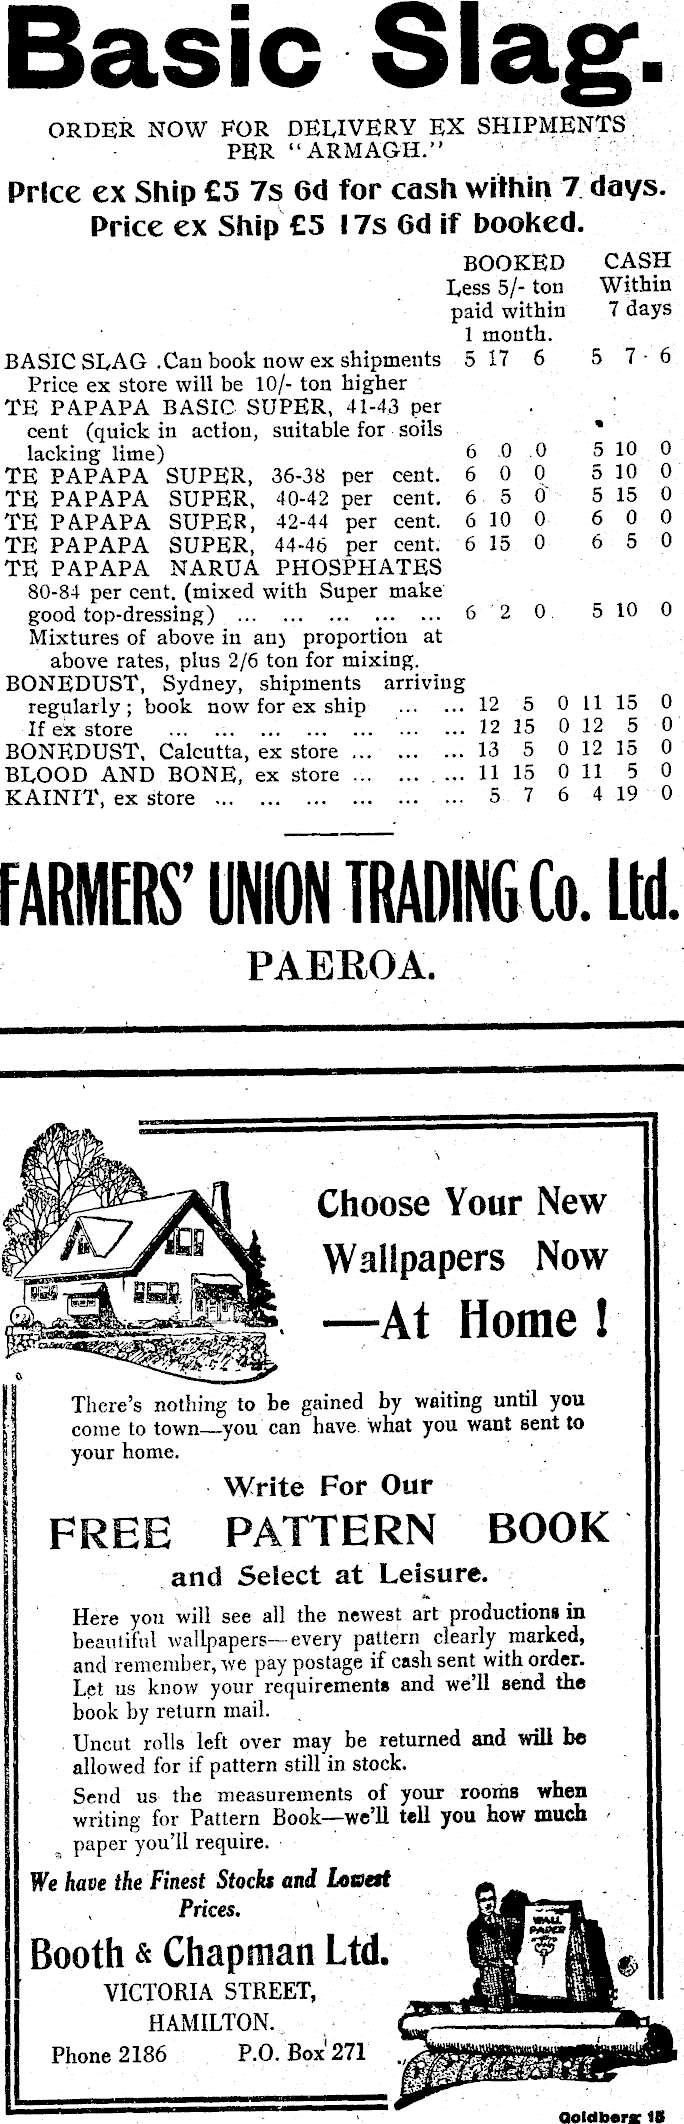 Basic Slag.
ORDER NOW FOR DELIVERY EX SHIPMENTS
PER "ARMAGH."
Price ex Ship £5 7s 6d for cash within 7 days.
Price ex Ship £5 17s 6d if booked.
BOOKED CASH
Less 5/- ton Within
paid within 7 days
1 month.
BASIC SLAG .Can book now ex shipments 5 17 6 5 7 6
Price ex store will be 10/- ton higher
TE PAPAPA BASIC SUPER, 41-43 per
cent (quick in action, suitable for soils
lacking lime) 6 0 0 5 10 0
TE PAPAPA SUPER, 36-38 per cent. 6 0 0 5 10 0
TE PAPAPA SUPER, 40-42 per cent. 6 5 0 5 15 0
TE PAPAPA SUPER, 42-44 per cent. 6 10 0 6 0 0
TE PAPAPA SUPER, 44-46 per cent. 6 15 0 6 5 0
TE PAPAPA NARUA PHOSPHATES
80-84 per cent. (mixed with Super make
good top-dressing) ... ... ... ... ... 6 2 0 5 10 0
Mixtures of above in any proportion at
above rates, plus 2/6 ton for mixing.
BONEDUST, Sydney, shipments arriving
regularly; book now for ex ship ... ... 12 5 0 11 15 0
If ex store ... ... ... ... ... ... ... 12 15 0 12 5 0
BONEDUST, Calcutta, ex store ... ... ... 13 5 0 12 15 0
BLOOD AND BONE, ex store ... ... ... 11 15 0 11 5 0
KAINIT, ex store ... ... ... ... ... ... 5 7 6 4 19 0
FARMERS' UNION TRADING Co. Ltd.
PAEROA.
Choose Your New
Wallpapers Now
—At Home !
There's nothing to be gained by waiting until you
come to town—you can have what you want sent to
your home.
Write For Our
FREE PATTERN BOOK
and Select at Leisure.
Here you will see all the newest art productions in
beautiful wallpapers—every pattern clearly marked,
and remember, we pay postage if cash sent with order.
Let us know your requirements and we'll send the
book by return mail.
Uncut rolls left over may be returned and will be
allowed for if pattern still in stock.
Send us the measurements of your rooms when
writing for Pattern Book—we'll tell you how much
paper you'll require.
We have the Finest Stocks and Lowest
Prices.
WALL
PAPER
Booth & Chapman Ltd.
VICTORIA STREET,
HAMILTON.
Phone 2186 P.O. Box 271
Goldberg 15